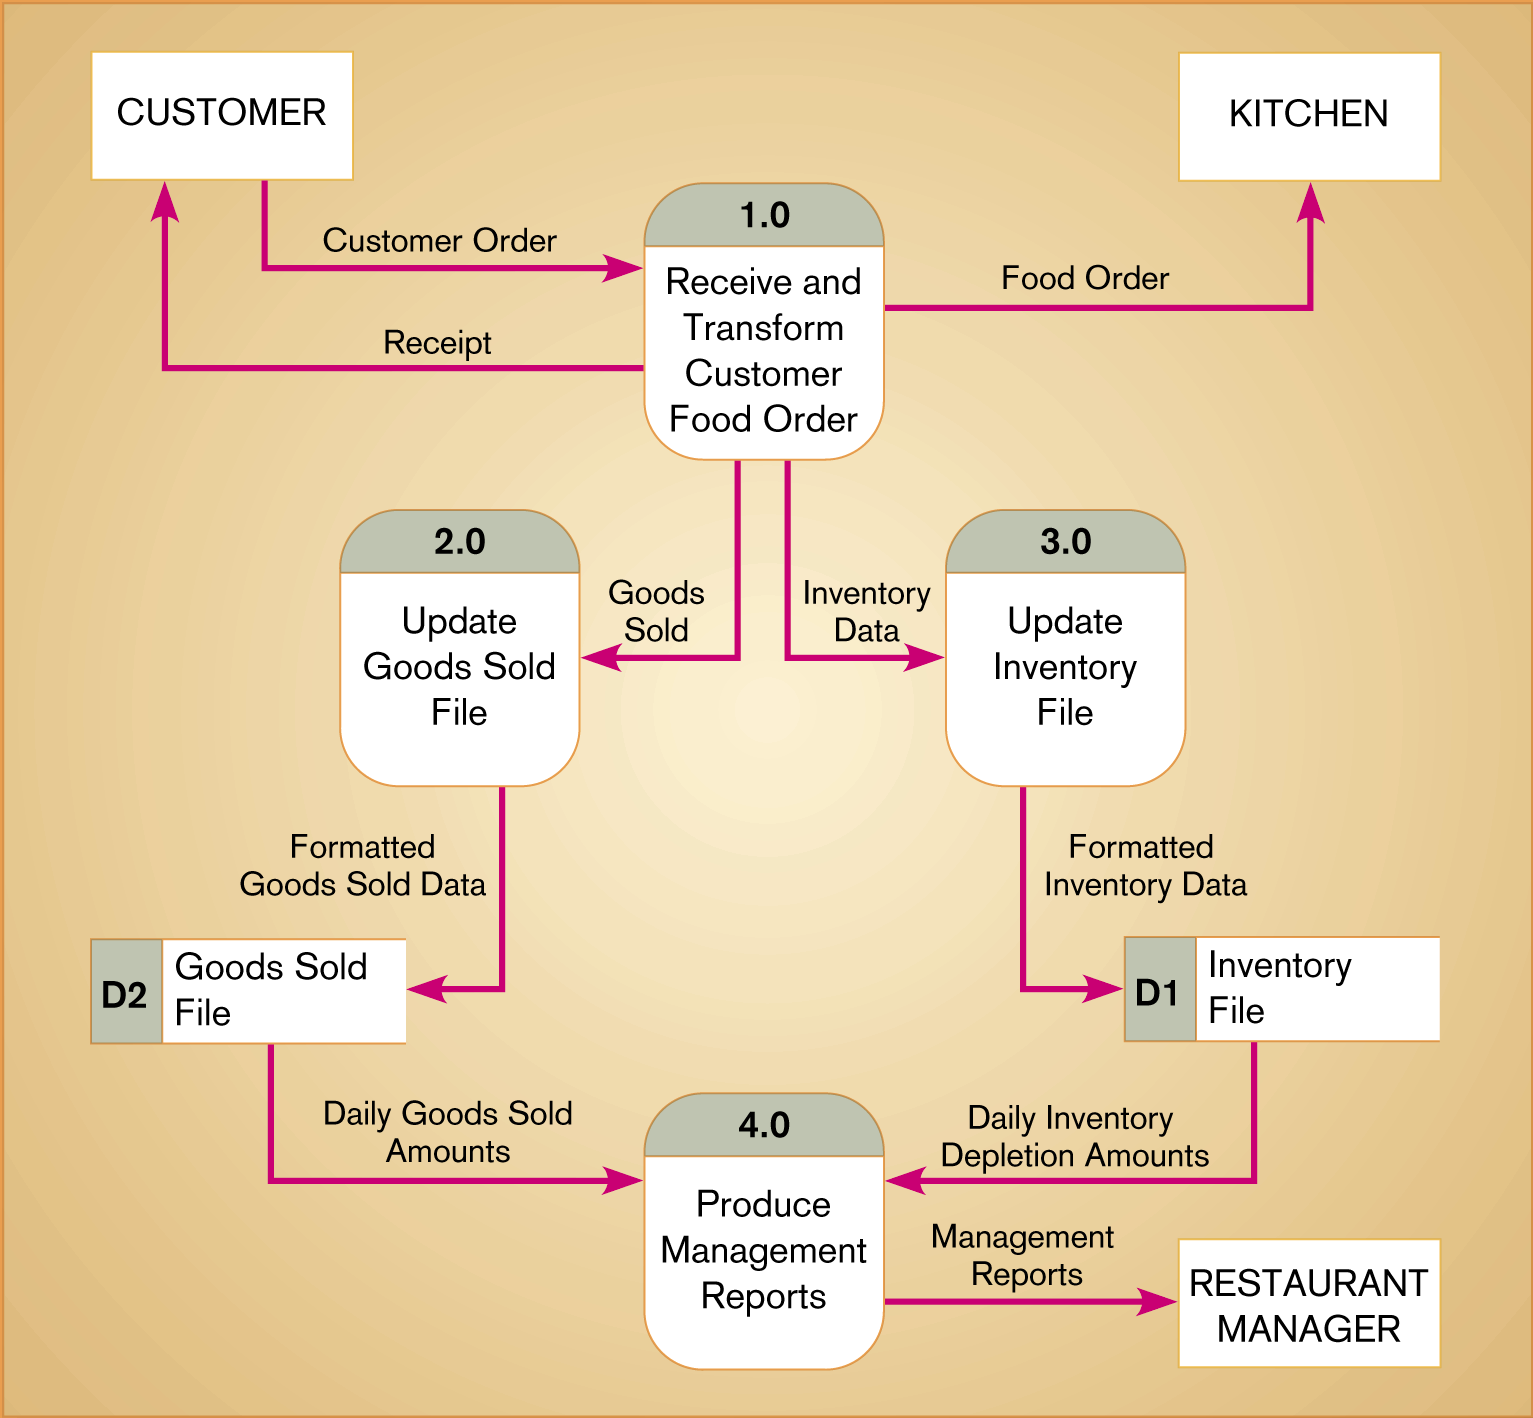 CUSTOMER
KITCHEN
1.0
Receive and
Transform
Customer
Food Order
Customer Order
Food Order
Receipt
2.0
Update
Goods Sold
File
Goods
Sold
Inventory
Data
3.0
Update
Inventory
File
Formatted
Goods Sold Data
Formatted
Inventory Data
D2
Goods Sold
File
D1
Inventory
File
Daily Goods Sold
Amounts
4.0
Produce
Management
Reports
Daily Inventory
Depletion Amounts
Management
Reports
RESTAURANT
MANAGER